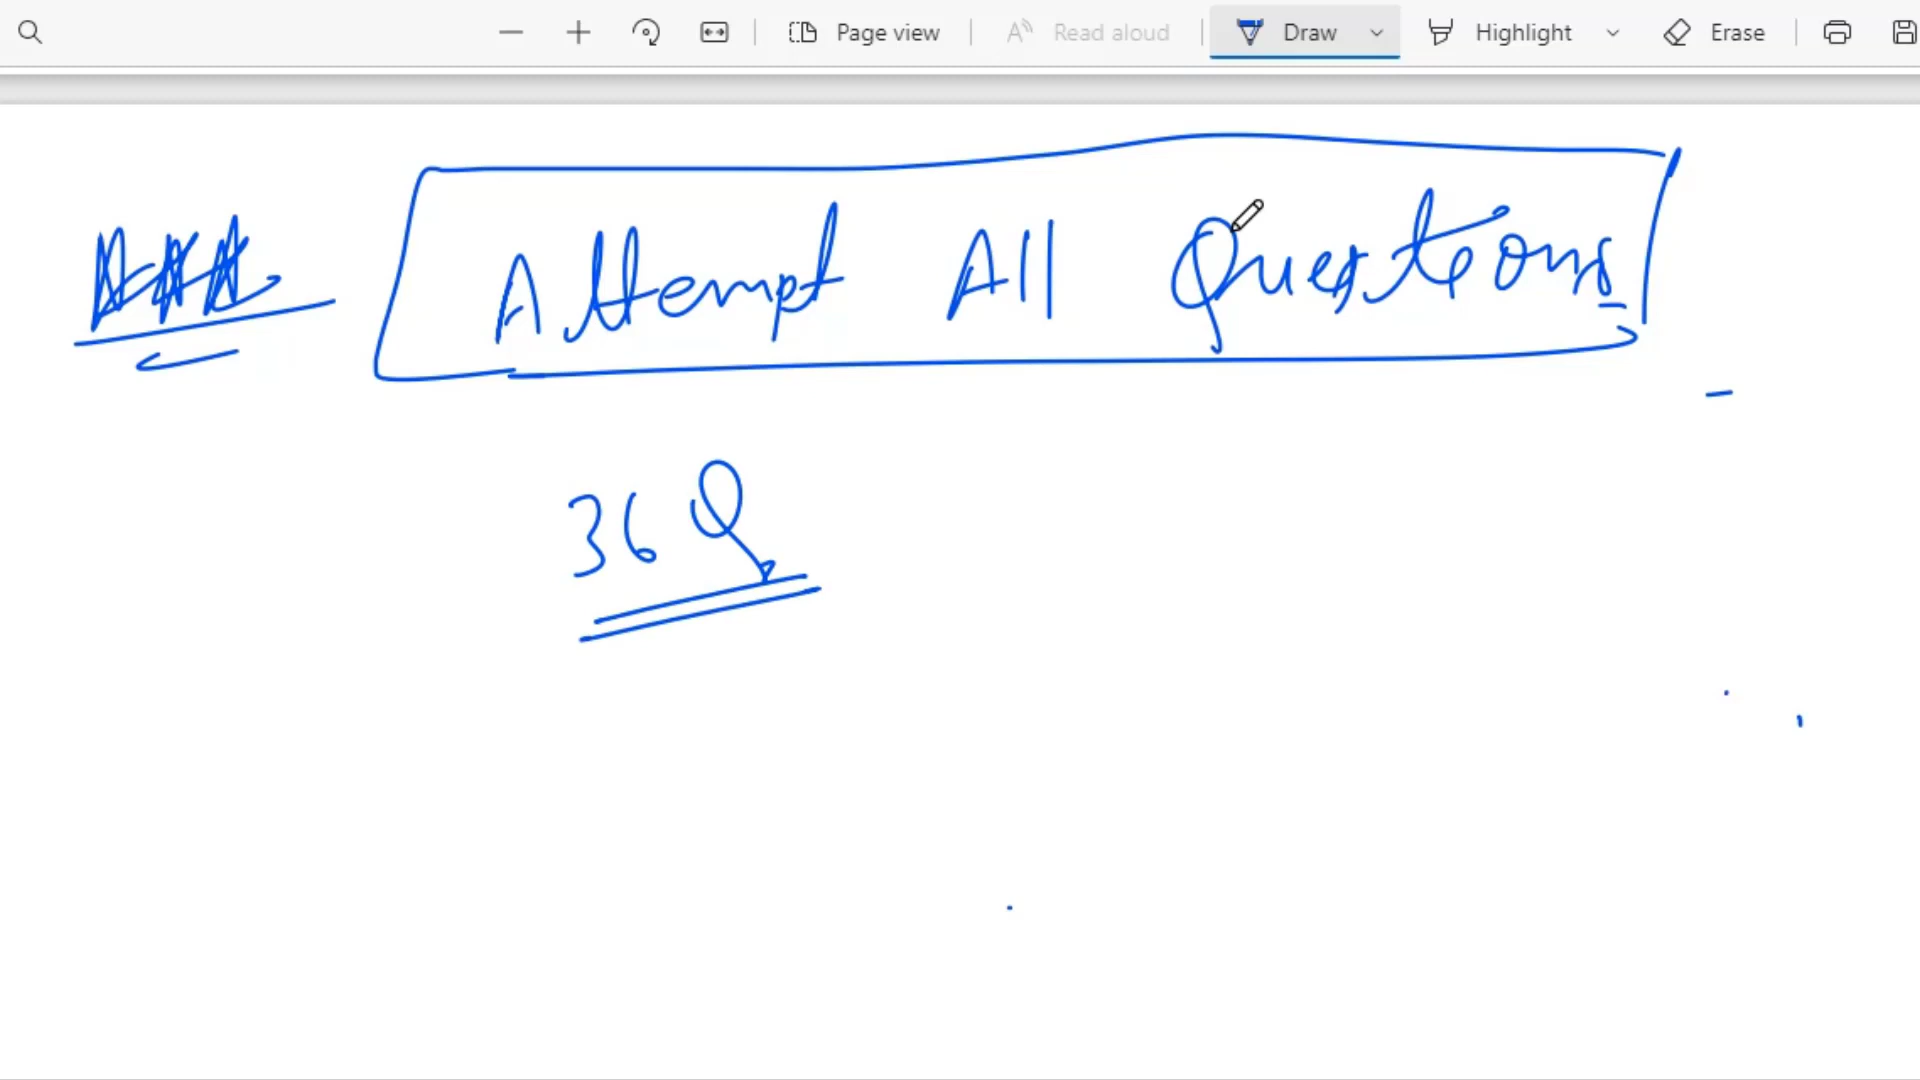 Page view Read aloud Draw Highlight Erase
Attempt All Questions
36 Q